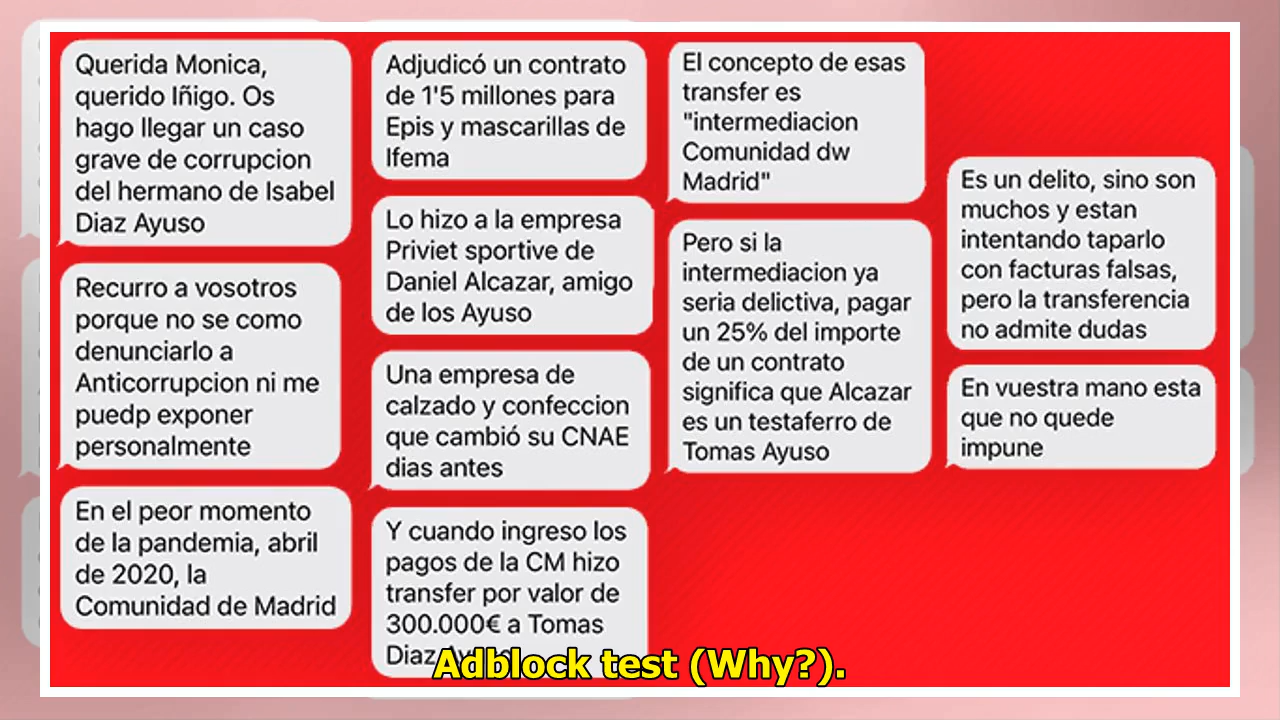 Querida Monica,
querido Iñigo. Os
hago llegar un caso
grave de corrupcion
del hermano de Isabel
Diaz Ayuso
Recurro a vosotros
porque no se como
denunciarlo a
Anticorrupcion ni me
puedp exponer
personalmente
En el peor momento
de la pandemia, abril
de 2020, la
Comunidad de Madrid
Adjudicó un contrato
de 1'5 millones para
Epis y mascarillas de
Ifema
Lo hizo a la empresa
Priviet sportive de
Daniel Alcazar, amigo
de los Ayuso
Una empresa de
calzado y confeccion
que cambió su CNAE
dias antes
Y cuando ingreso los
pagos de la CM hizo
transfer por valor de
300.000€ a Tomas
Diaz
El concepto de esas
transfer es
"intermediacion
Comunidad dw
Madrid"
Pero si la
intermediacion ya
seria delictiva, pagar
un 25% del importe
de un contrato
significa que Alcazar
es un testaferro de
Tomas Ayuso
Es un delito, sino son
muchos y estan
intentando taparlo
con facturas falsas,
pero la transferencia
no admite dudas
En vuestra mano esta
que no quede
impune
Adblock test (Why?).